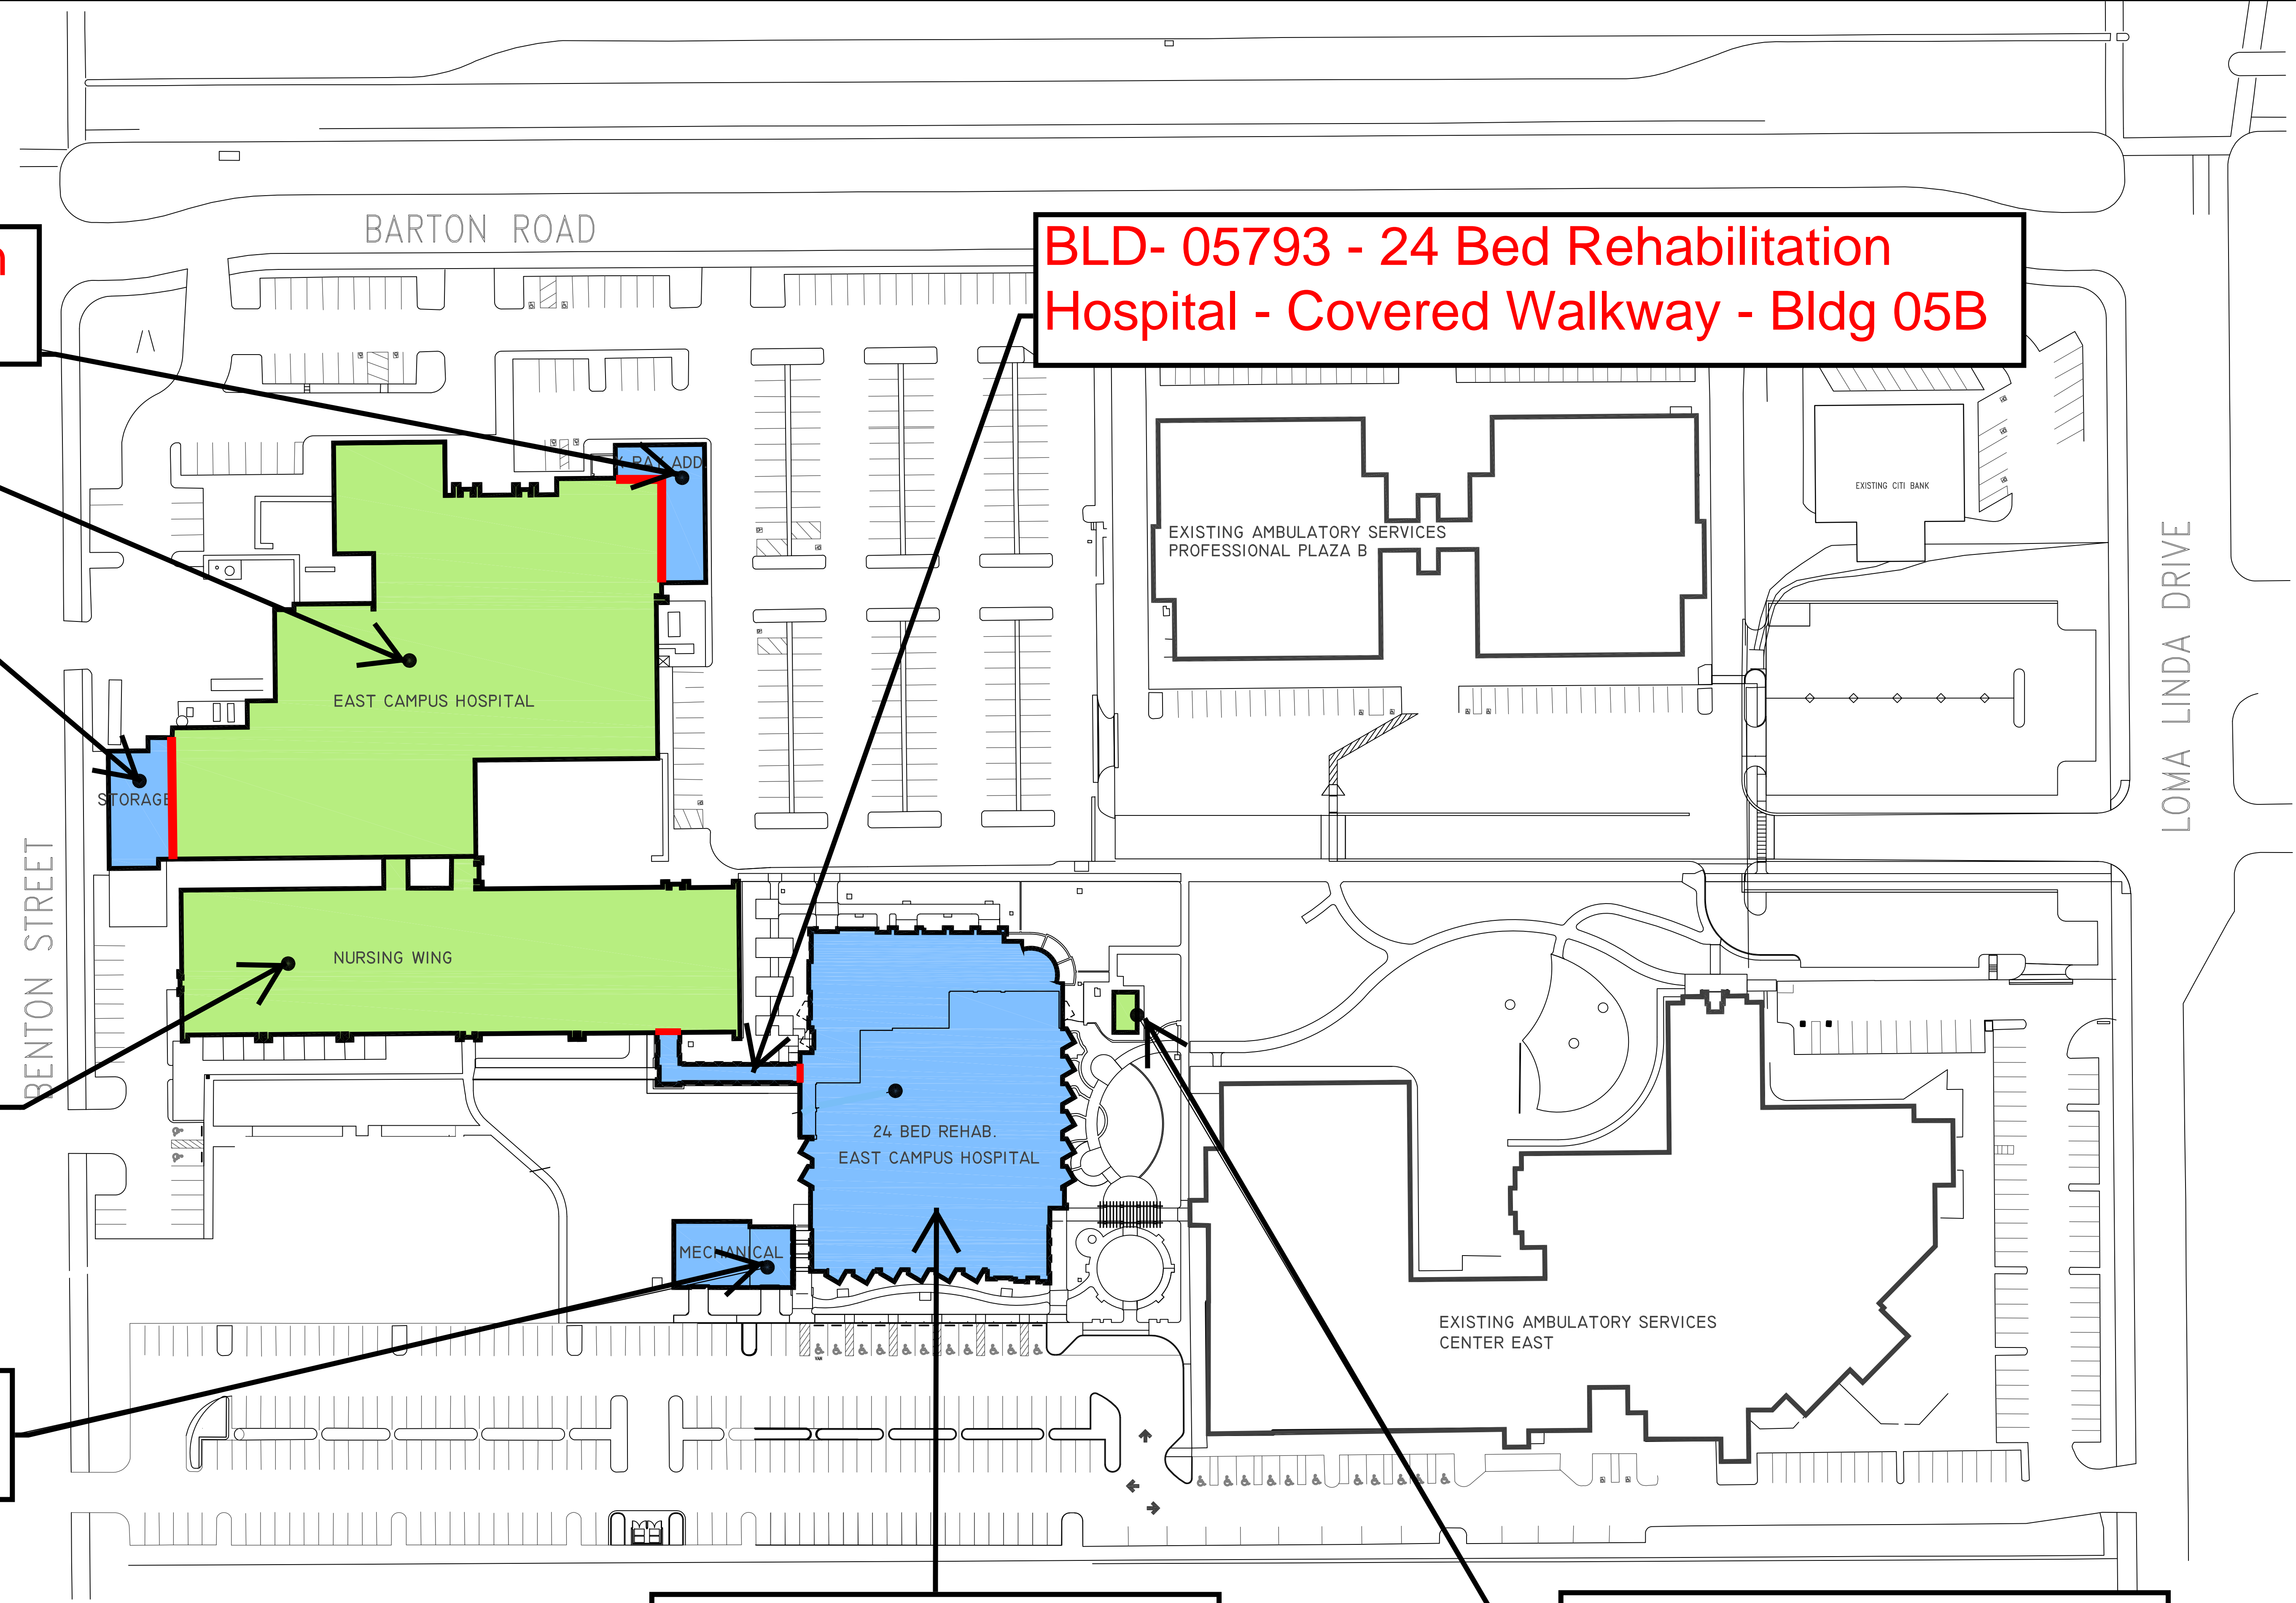 BARTON ROAD
n
BLD- 05793 - 24 Bed Rehabilitation
Hospital - Covered Walkway - Bldg 05B
ADD.
EXISTING CITI BANK
EXISTING AMBULATORY SERVICES
PROFESSIONAL PLAZA B
EAST CAMPUS HOSPITAL
LOMA LINDA DRIVE
STORAGE
BENTON STREET
NURSING WING
24 BED REHAB.
EAST CAMPUS HOSPITAL
MECHANICAL
EXISTING AMBULATORY SERVICES
CENTER EAST
VAN